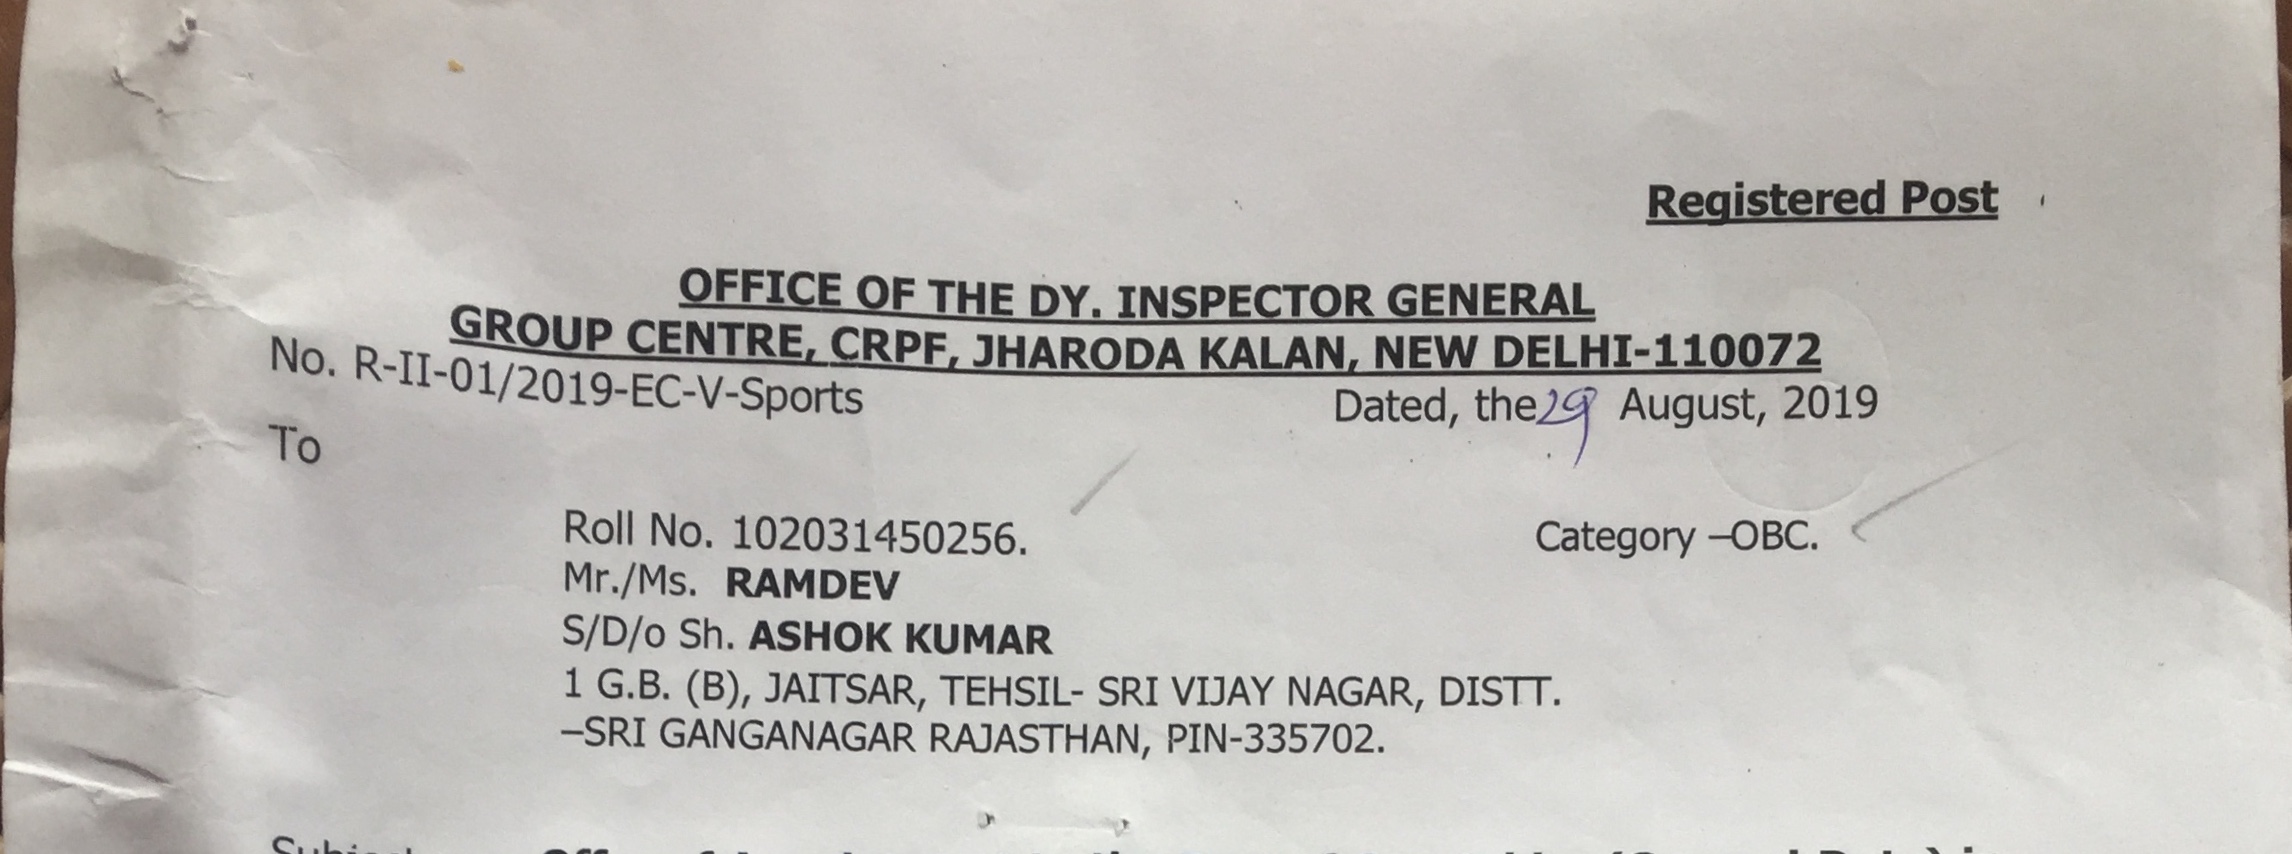 Registered Post
OFFICE OF THE DY. INSPECTOR GENERAL
GROUP CENTRE, CRPF, JHARODA KALAN, NEW DELHI-110072
No. R-II-01/2019-EC-V-Sports Dated, the 29 August, 2019
To
Roll No. 102031450256. Category –OBC.
Mr./Ms. RAMDEV
S/D/o Sh. ASHOK KUMAR
1 G.B. (B), JAITSAR, TEHSIL- SRI VIJAY NAGAR, DISTT.
–SRI GANGANAGAR RAJASTHAN, PIN-335702.